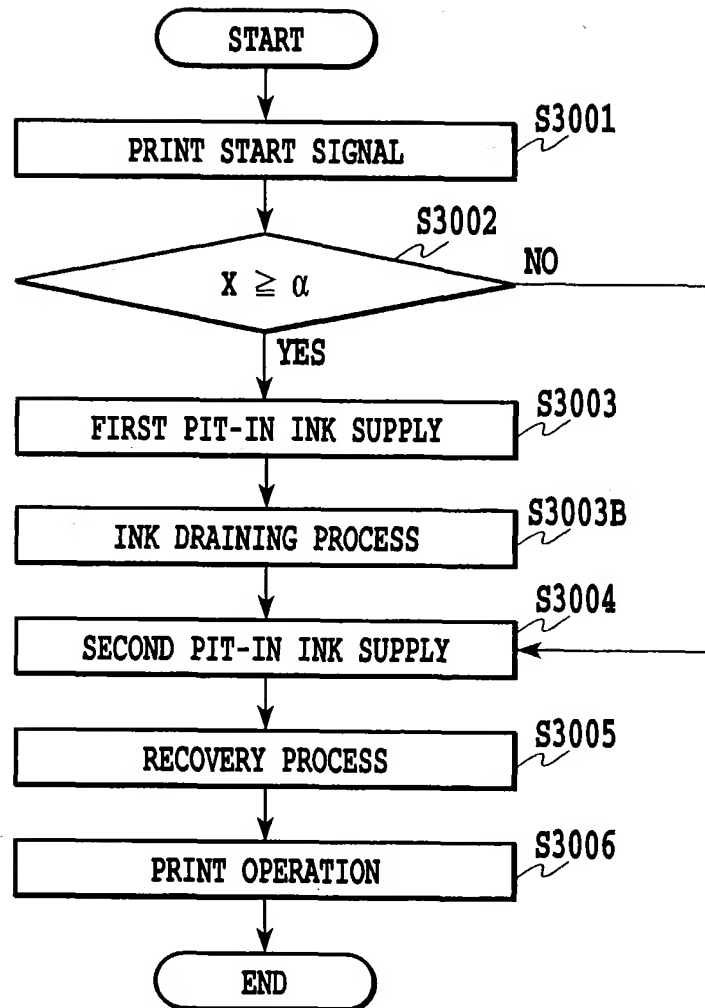 START
S3001
PRINT START SIGNAL
S3002
X ≧ α
NO
YES
S3003
FIRST PIT-IN INK SUPPLY
S3003B
INK DRAINING PROCESS
S3004
SECOND PIT-IN INK SUPPLY
S3005
RECOVERY PROCESS
S3006
PRINT OPERATION
END